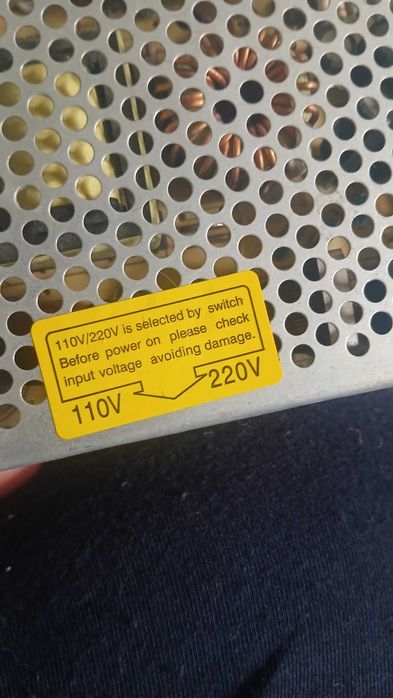 110V/220V is selected by switch
Before power on please check
input voltage avoiding damage.
110V 220V